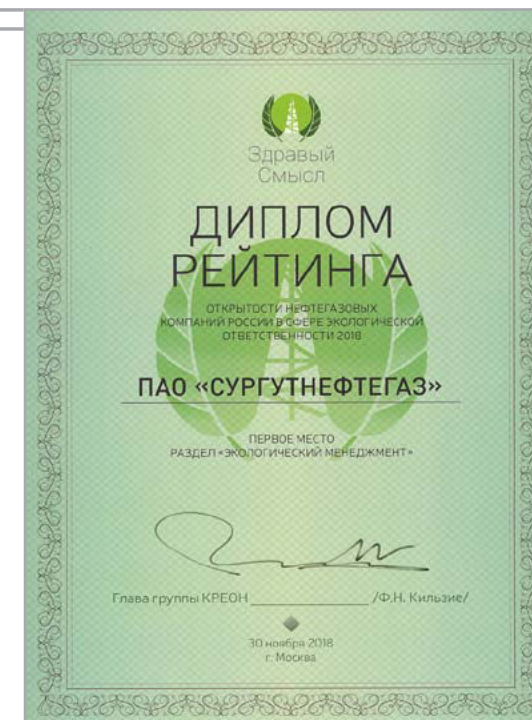 Здравый
Смысл
ДИПЛОМ
РЕЙТИНГА
ОТКРЫТОСТИ НЕФТЕГАЗОВЫХ
КОМПАНИЙ РОССИИ В СФЕРЕ ЭКОЛОГИЧЕСКОЙ
ОТВЕТСТВЕННОСТИ 2018
ПАО «СУРГУТНЕФТЕГАЗ»
ПЕРВОЕ МЕСТО
РАЗДЕЛ «ЭКОЛОГИЧЕСКИЙ МЕНЕДЖМЕНТ»
Глава группы КРЕОН ____________ /Ф.Н. Кильзие/
30 ноября 2018
г. Москва